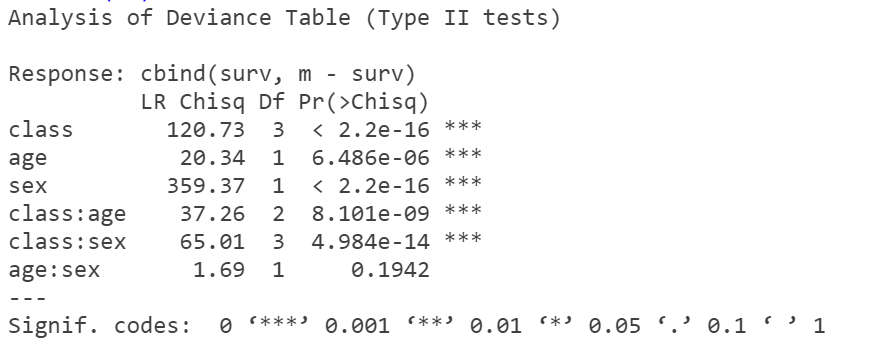 Analysis of Deviance Table (Type II tests)
Response: cbind(surv, m - surv)
LR Chisq Df Pr(>Chisq)
class 120.73 3 < 2.2e-16 ***
age 20.34 1 6.486e-06 ***
sex 359.37 1 < 2.2e-16 ***
class:age 37.26 2 8.101e-09 ***
class:sex 65.01 3 4.984e-14 ***
age:sex 1.69 1 0.1942
---
Signif. codes: 0 ‘***’ 0.001 ‘**’ 0.01 ‘*’ 0.05 ‘.’ 0.1 ‘ ’ 1